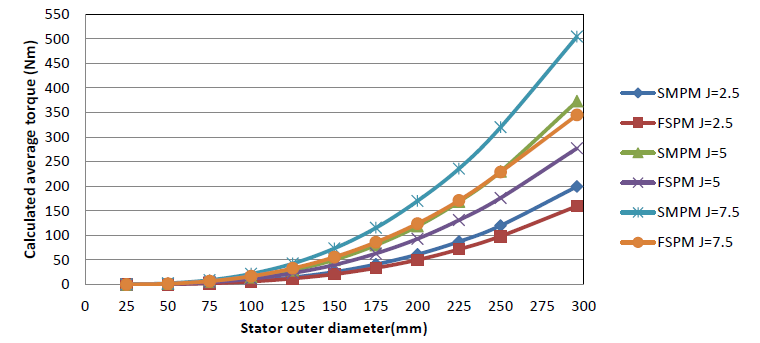 Calculated average torque (Nm)
550
500
450
400
350
300
250
200
150
100
50
0
0 25 50 75 100 125 150 175 200 225 250 275 300
Stator outer diameter(mm)
SMPM J=2.5
FSPM J=2.5
SMPM J=5
FSPM J=5
SMPM J=7.5
FSPM J=7.5